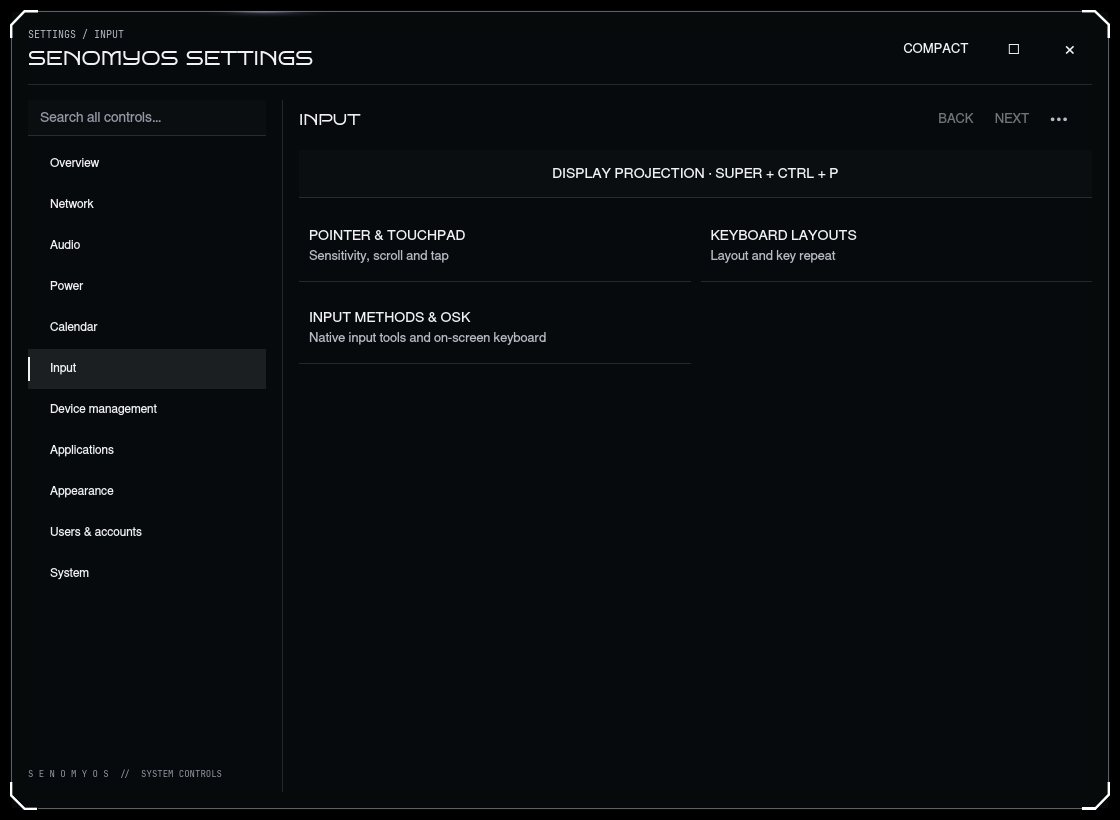 SETTINGS / INPUT
SENOMYOS SETTINGS
COMPACT
Search all controls...
Overview
Network
Audio
Power
Calendar
Input
Device management
Applications
Appearance
Users & accounts
System
SENOMYOS // SYSTEM CONTROLS
INPUT
BACK NEXT
DISPLAY PROJECTION · SUPER + CTRL + P
POINTER & TOUCHPAD
Sensitivity, scroll and tap
KEYBOARD LAYOUTS
Layout and key repeat
INPUT METHODS & OSK
Native input tools and on-screen keyboard